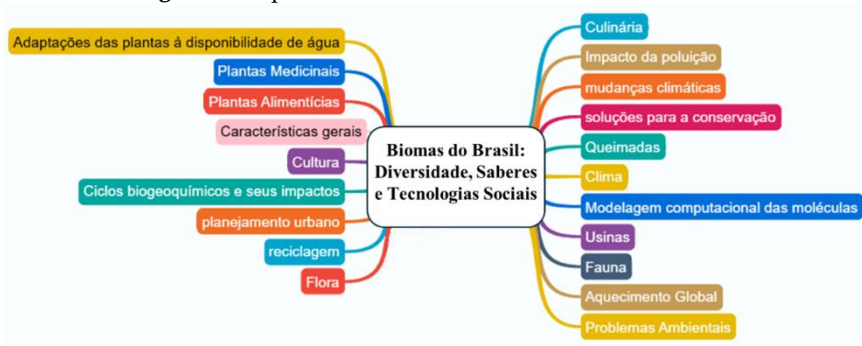 Adaptações das plantas à disponibilidade de água
Plantas Medicinais
Plantas Alimentícias
Características gerais
Cultura
Ciclos biogeoquímicos e seus impactos
planejamento urbano
reciclagem
Flora
Biomas do Brasil:
Diversidade, Saberes
e Tecnologias Sociais
Culinária
Impacto da poluição
mudanças climáticas
soluções para a conservação
Queimadas
Clima
Modelagem computacional das moléculas
Usinas
Fauna
Aquecimento Global
Problemas Ambientais